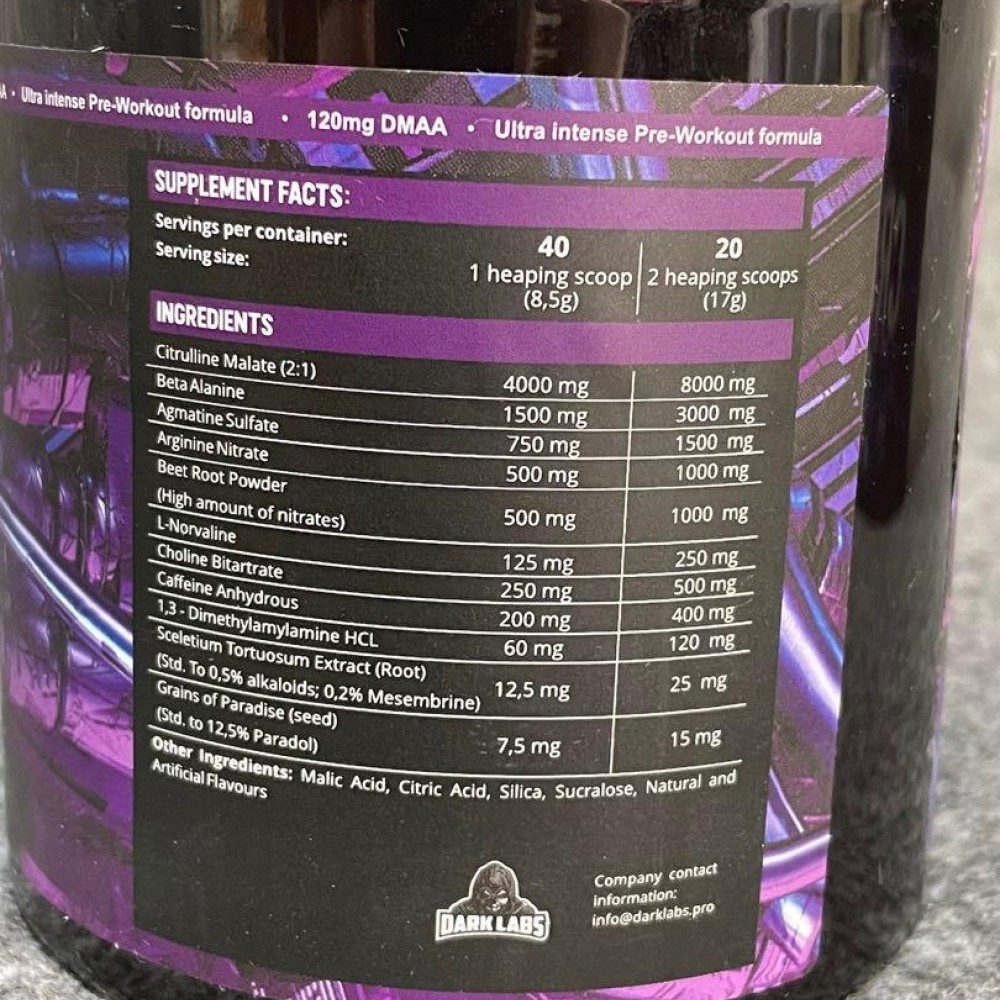 AA • Ultra intense Pre-Workout formula • 120mg DMAA • Ultra intense Pre-Workout formula
SUPPLEMENT FACTS:
Servings per container: 40 20
Serving size: 1 heaping scoop 2 heaping scoops
(8,5g) (17g)
INGREDIENTS
Citrulline Malate (2:1) 4000 mg 8000 mg
Beta Alanine 1500 mg 3000 mg
Agmatine Sulfate 750 mg 1500 mg
Arginine Nitrate 500 mg 1000 mg
Beet Root Powder
(High amount of nitrates) 500 mg 1000 mg
L-Norvaline 125 mg 250 mg
Choline Bitartrate 250 mg 500 mg
Caffeine Anhydrous 200 mg 400 mg
1,3 - Dimethylamylamine HCL 60 mg 120 mg
Sceletium Tortuosum Extract (Root)
(Std. To 0,5% alkaloids; 0,2% Mesembrine) 12,5 mg 25 mg
Grains of Paradise (seed)
(Std. to 12,5% Paradol) 7,5 mg 15 mg
Other Ingredients: Malic Acid, Citric Acid, Silica, Sucralose, Natural and
Artificial Flavours
DARK LABS
Company contact
information:
info@darklabs.pro